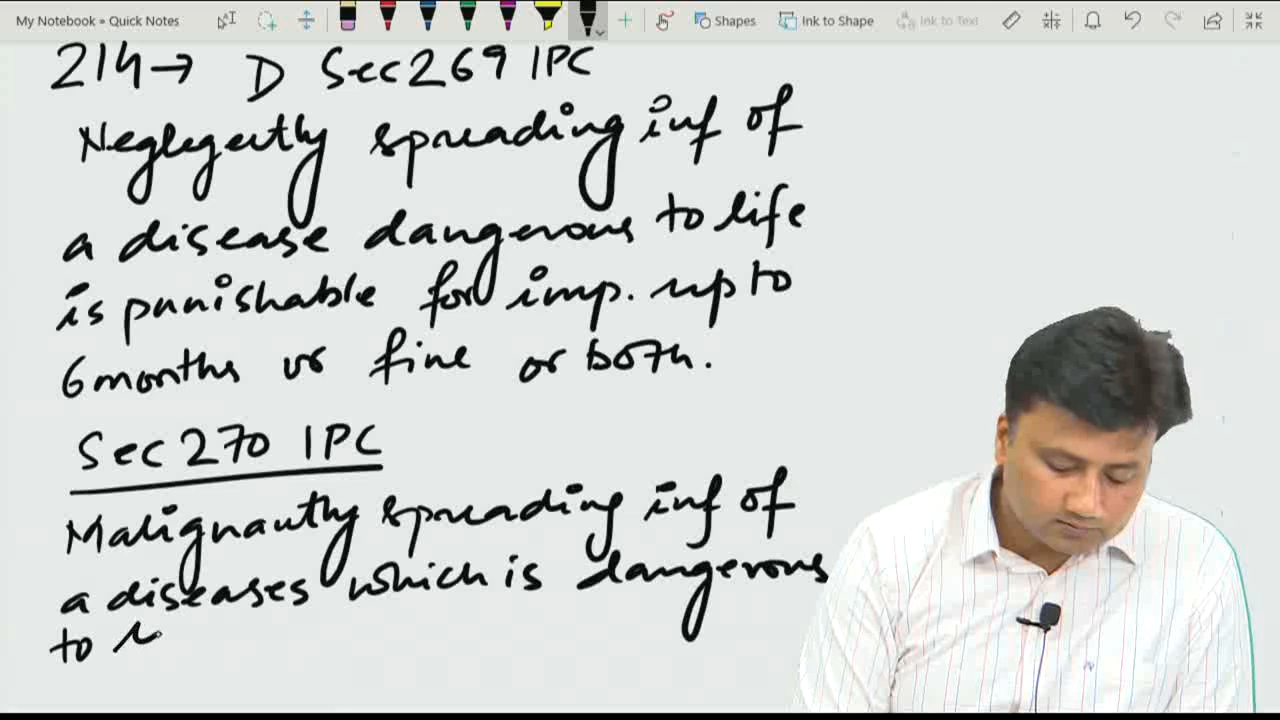 My Notebook » Quick Notes
Shapes
Ink to Shape
Ink to Text
214→ D Sec 269 IPC
Neglegertly spreading inf of
a disease dangerous to life
is punishable for imp. up to
6 months or fine or both.
Sec 270 IPC
Malignantly spreading inf of
a diseases which is dangerous
to